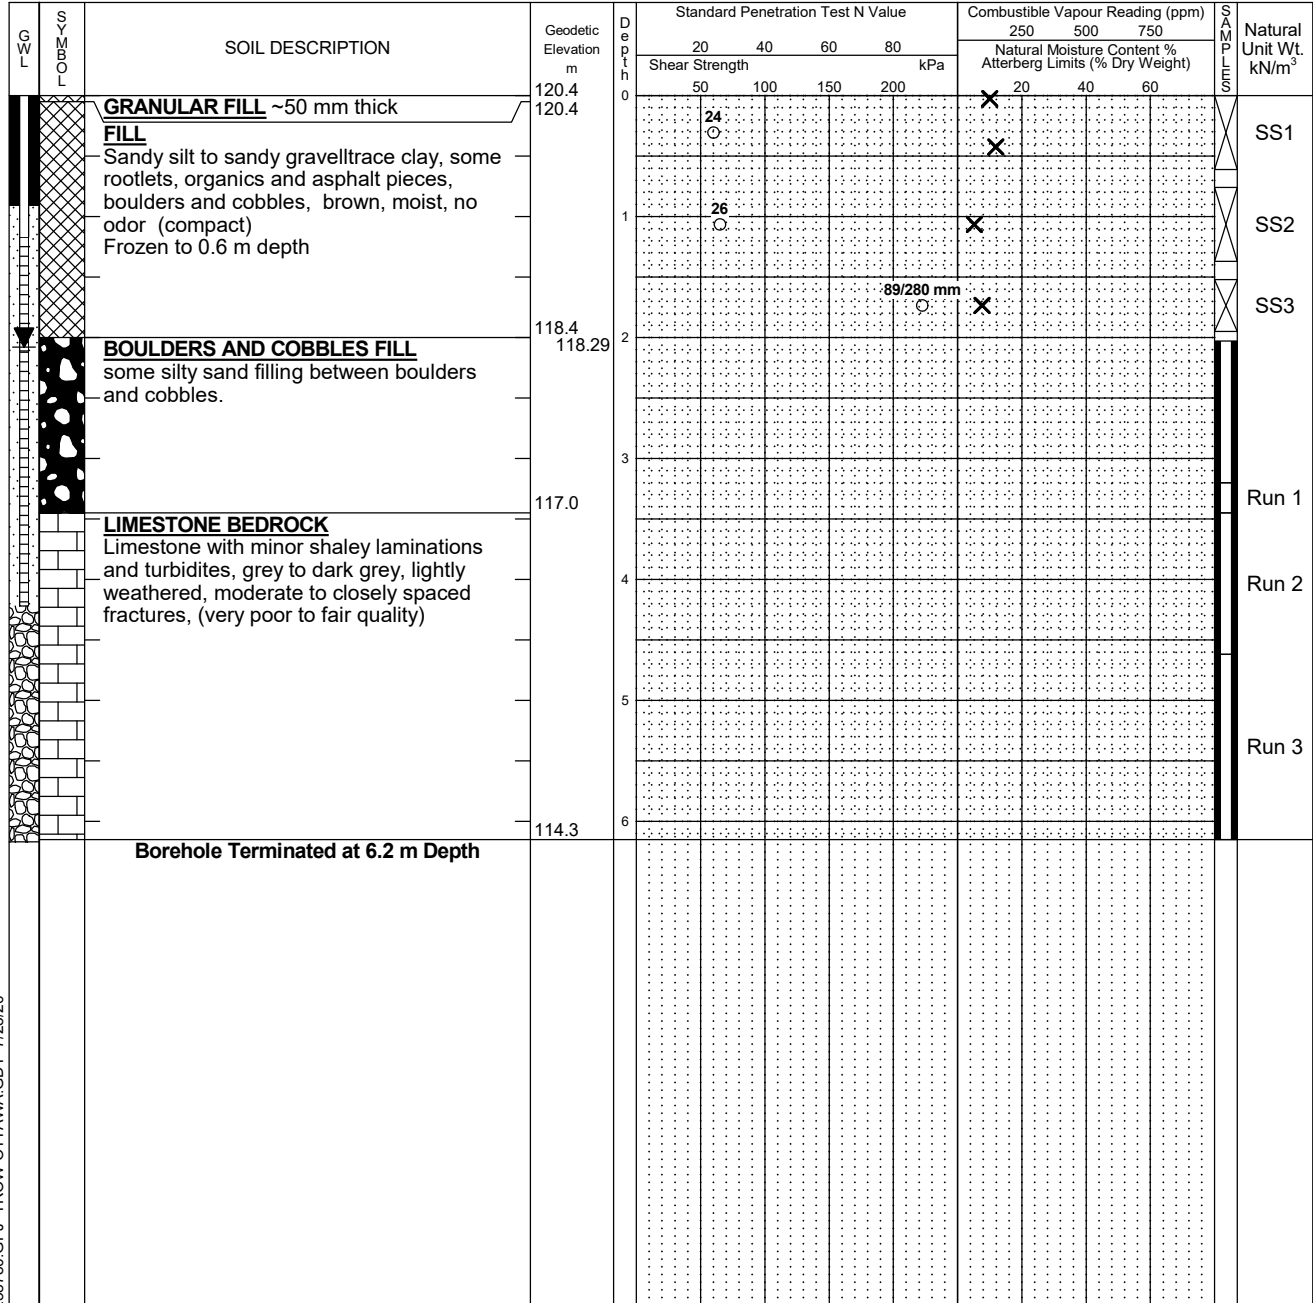 GWL
SYMBOL
SOIL DESCRIPTION
Geodetic
Elevation
m
Depth
Standard Penetration Test N Value
20 40 60 80
Shear Strength kPa
50 100 150 200
Combustible Vapour Reading (ppm)
250 500 750
Natural Moisture Content %
Atterberg Limits (% Dry Weight)
20 40 60
SAMPLES
Natural
Unit Wt.
kN/m³
120.4
0
GRANULAR FILL ~50 mm thick
120.4
FILL
24
SS1
Sandy silt to sandy gravelltrace clay, some
rootlets, organics and asphalt pieces,
boulders and cobbles, brown, moist, no
odor (compact)
Frozen to 0.6 m depth
26
1
SS2
89/280 mm
SS3
118.4
2
118.29
BOULDERS AND COBBLES FILL
some silty sand filling between boulders
and cobbles.
3
Run 1
117.0
LIMESTONE BEDROCK
Limestone with minor shaley laminations
and turbidites, grey to dark grey, lightly
weathered, moderate to closely spaced
fractures, (very poor to fair quality)
4
Run 2
5
Run 3
6
114.3
Borehole Terminated at 6.2 m Depth